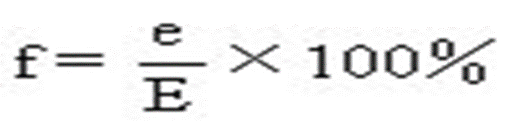 f = e/E × 100%